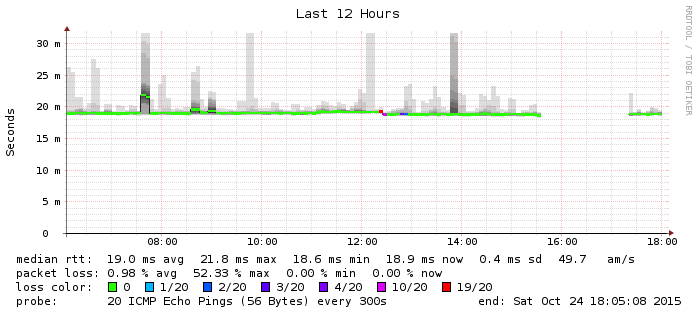 Last 12 Hours
RRDTOOL / TOBI OETIKER
Seconds
30 m
25 m
20 m
15 m
10 m
5 m
0
08:00 10:00 12:00 14:00 16:00 18:00
median rtt: 19.0 ms avg 21.8 ms max 18.6 ms min 18.9 ms now 0.4 ms sd 49.7 am/s
packet loss: 0.98 % avg 52.33 % max 0.00 % min 0.00 % now
loss color: 0 1/20 2/20 3/20 4/20 10/20 19/20
probe: 20 ICMP Echo Pings (56 Bytes) every 300s end: Sat Oct 24 18:05:08 2015